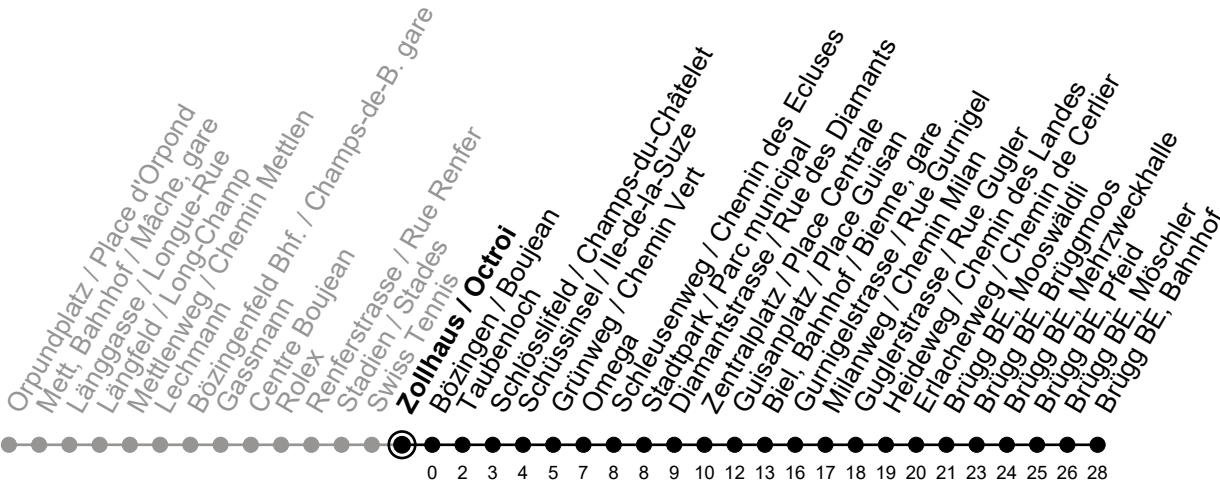 Orpundplatz / Place d'Orpond
Mett, Bahnhof / Mâche, gare
Länggasse / Longue-Rue
Längfeld / Long-Champ
Mettlenweg / Chemin Mettlen
Lechmann
Bözingenfeld Bhf. / Champs-de-B. gare
Gassmann
Centre Boujean
Rolex
Renferstrasse / Rue Renfer
Stadien / Stades
Swiss Tennis
Zollhaus / Octroi
Bözingen / Boujean
Taubenloch
Schlösslifeld / Champs-du-Châtelet
Schüssinsel / Ile-de-la-Suze
Grünweg / Chemin Vert
Omega
Schleusenweg / Chemin des Ecluses
Stadtpark / Parc municipal
Diamantstrasse / Rue des Diamants
Zentralplatz / Place Centrale
Guisanplatz / Place Guisan
Biel, Bahnhof / Bienne, gare
Gurnigelstrasse / Rue Gurnigel
Milanweg / Chemin Milan
Guglerstrasse / Rue Gugler
Heideweg / Chemin des Landes
Erlacherweg / Chemin de Cerlier
Brügg BE, Mooswäldli
Brügg BE, Brüggmoos
Brügg BE, Mehrzweckhalle
Brügg BE, Pfeid
Brügg BE, Möschler
Brügg BE, Bahnhof
0 2 3 4 5 7 8 8 9 10 12 13 16 17 18 19 20 21 23 24 25 26 28